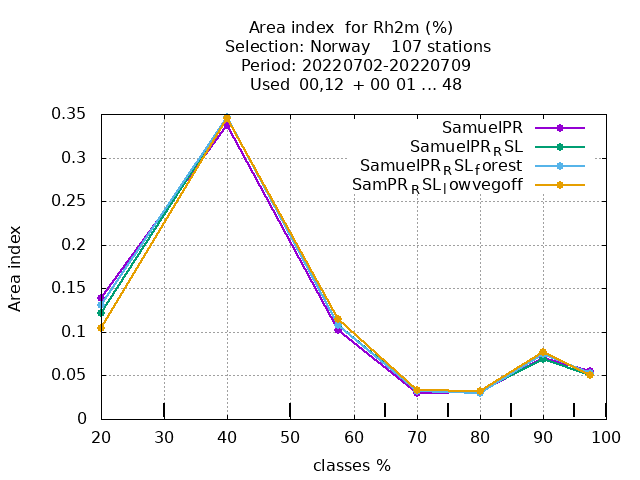 Area index for Rh2m (%)
Selection: Norway 107 stations
Period: 20220702-20220709
Used 00,12 + 00 01 ... 48
0.35
0.3
0.25
0.2
0.15
0.1
0.05
0
Area index
SamuelPR
SamuelPR_RSL
SamuelPR_RSL_forest
SamPR_RSL_lowvegoff
20 30 40 50 60 70 80 90 100
classes %